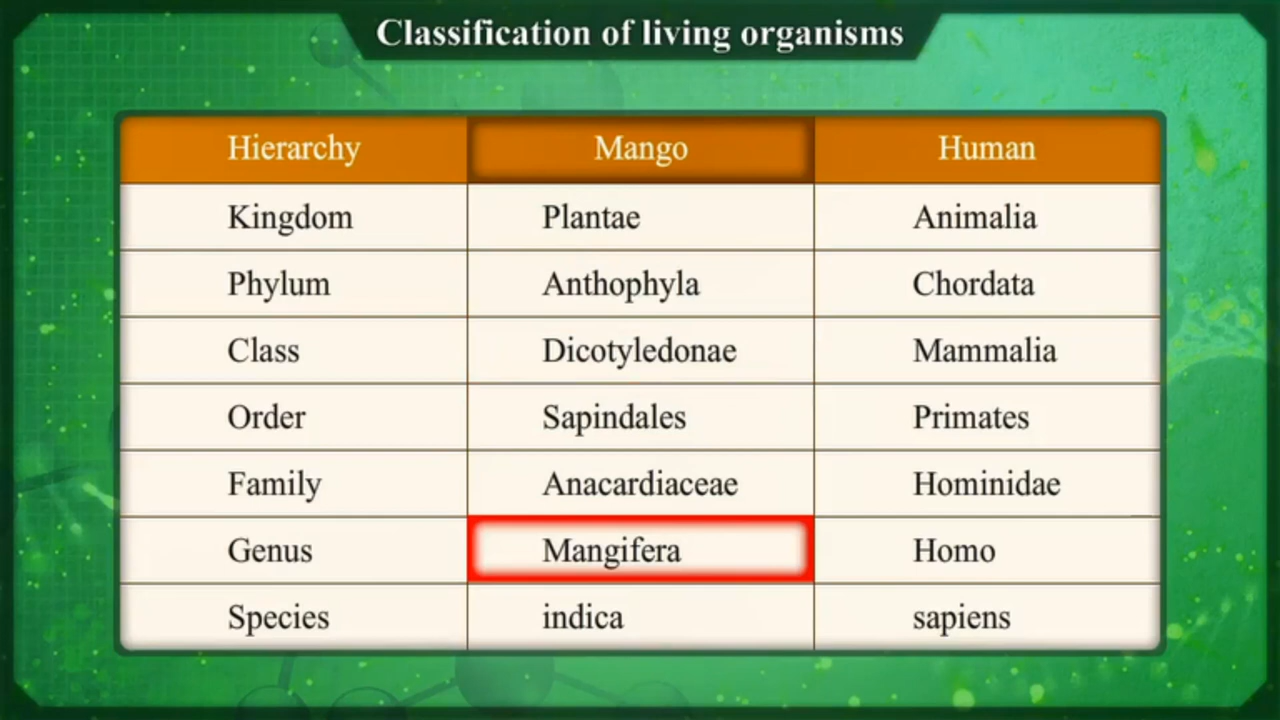 Classification of living organisms
Hierarchy Mango Human
Kingdom Plantae Animalia
Phylum Anthophyla Chordata
Class Dicotyledonae Mammalia
Order Sapindales Primates
Family Anacardiaceae Hominidae
Genus Mangifera Homo
Species indica sapiens